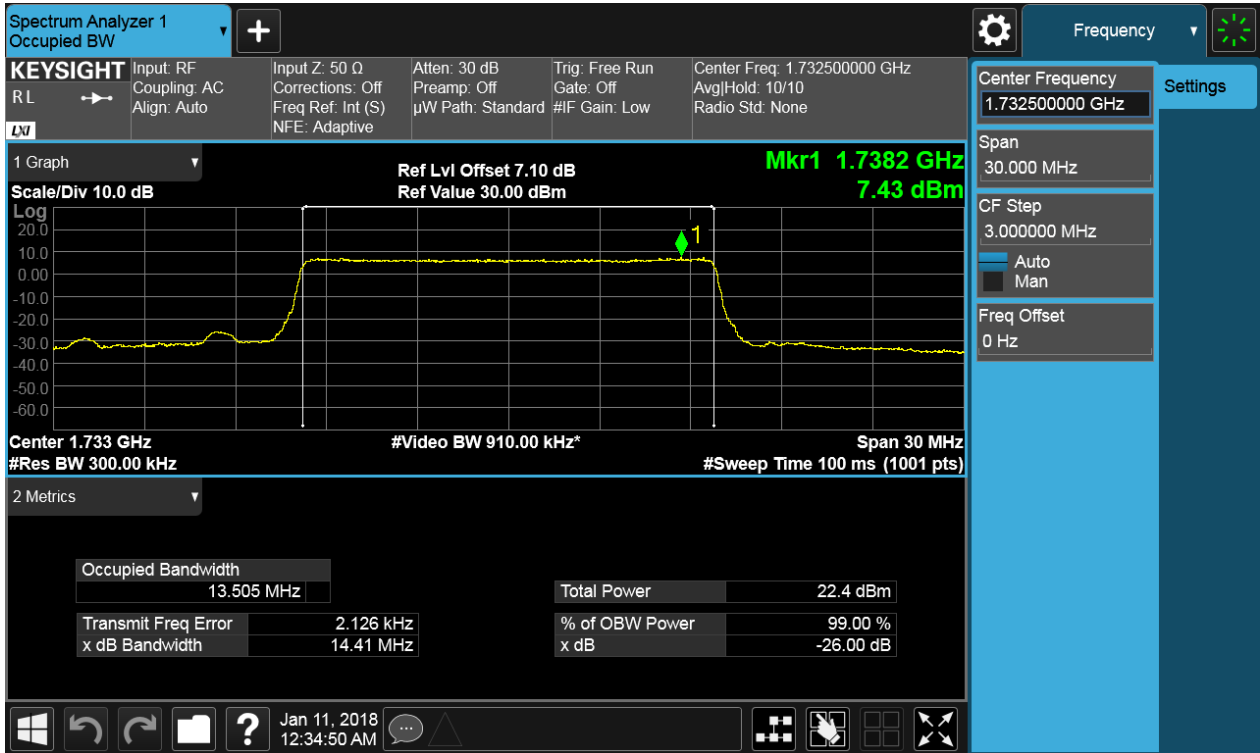 Spectrum Analyzer 1
Occupied BW
+
Frequency
KEYSIGHT
RL
LXI
Input: RF
Coupling: AC
Align: Auto
Input Z: 50 Ω
Corrections: Off
Freq Ref: Int (S)
NFE: Adaptive
Atten: 30 dB
Preamp: Off
µW Path: Standard
Trig: Free Run
Gate: Off
#IF Gain: Low
Center Freq: 1.732500000 GHz
Avg|Hold: 10/10
Radio Std: None
Center Frequency
1.732500000 GHz
Settings
Span
30.000 MHz
CF Step
3.000000 MHz
Auto
Man
Freq Offset
0 Hz
1 Graph
Scale/Div 10.0 dB
Ref Lvl Offset 7.10 dB
Ref Value 30.00 dBm
Mkr1 1.7382 GHz
7.43 dBm
Log
20.0
10.0
0.00
-10.0
-20.0
-30.0
-40.0
-50.0
-60.0
1
Center 1.733 GHz
#Video BW 910.00 kHz*
Span 30 MHz
#Res BW 300.00 kHz
#Sweep Time 100 ms (1001 pts)
2 Metrics
Occupied Bandwidth
13.505 MHz
Total Power 22.4 dBm
Transmit Freq Error 2.126 kHz
% of OBW Power 99.00 %
x dB Bandwidth 14.41 MHz
x dB -26.00 dB
?
Jan 11, 2018
12:34:50 AM